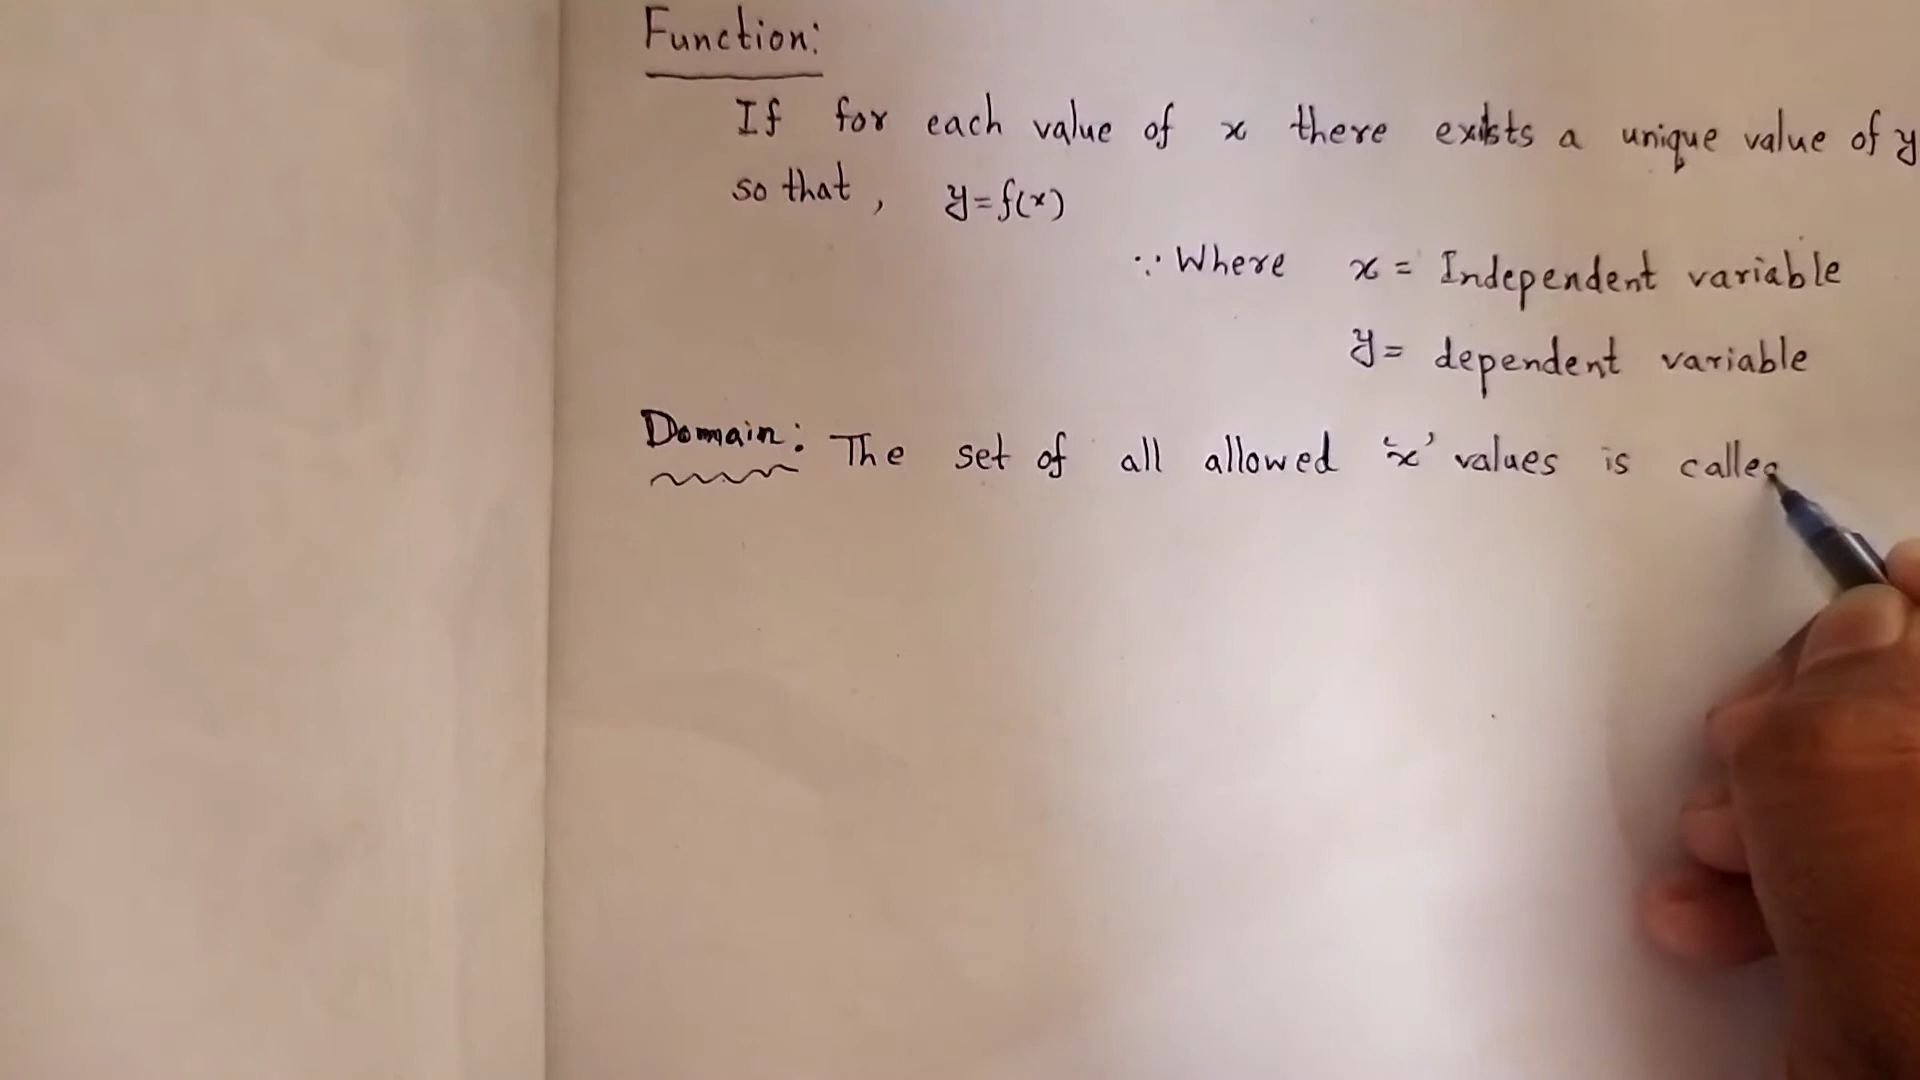 Function:
If for each value of x there exists a unique value of y
so that, y=f(x)
∵ Where x = Independent variable
y = dependent variable
Domain: The set of all allowed 'x' values is calle